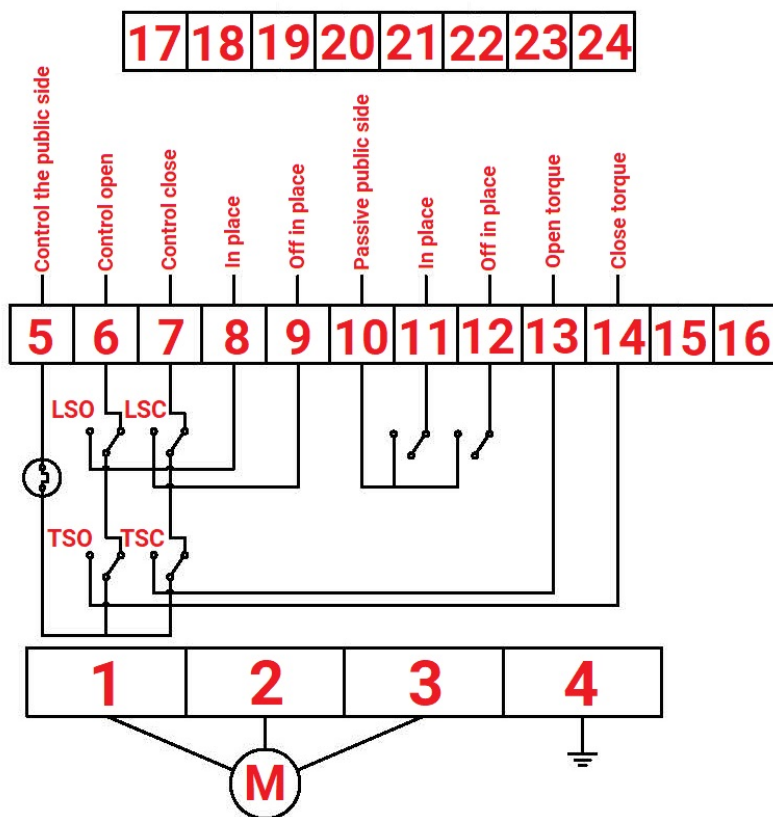 17 18 19 20 21 22 23 24
Control the public side
Control open
Control close
In place
Off in place
Passive public side
In place
Off in place
Open torque
Close torque
5 6 7 8 9 10 11 12 13 14 15 16
LSO LSC
TSO TSC
1 2 3 4
M